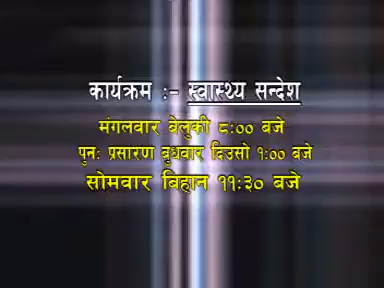 कार्यक्रम :- स्वास्थ्य सन्देश
मंगलवार बेलुकी ८:०० बजे
पुनः प्रसारण बुधवार दिउसो १:०० बजे
सोमवार बिहान ११:३० बजे